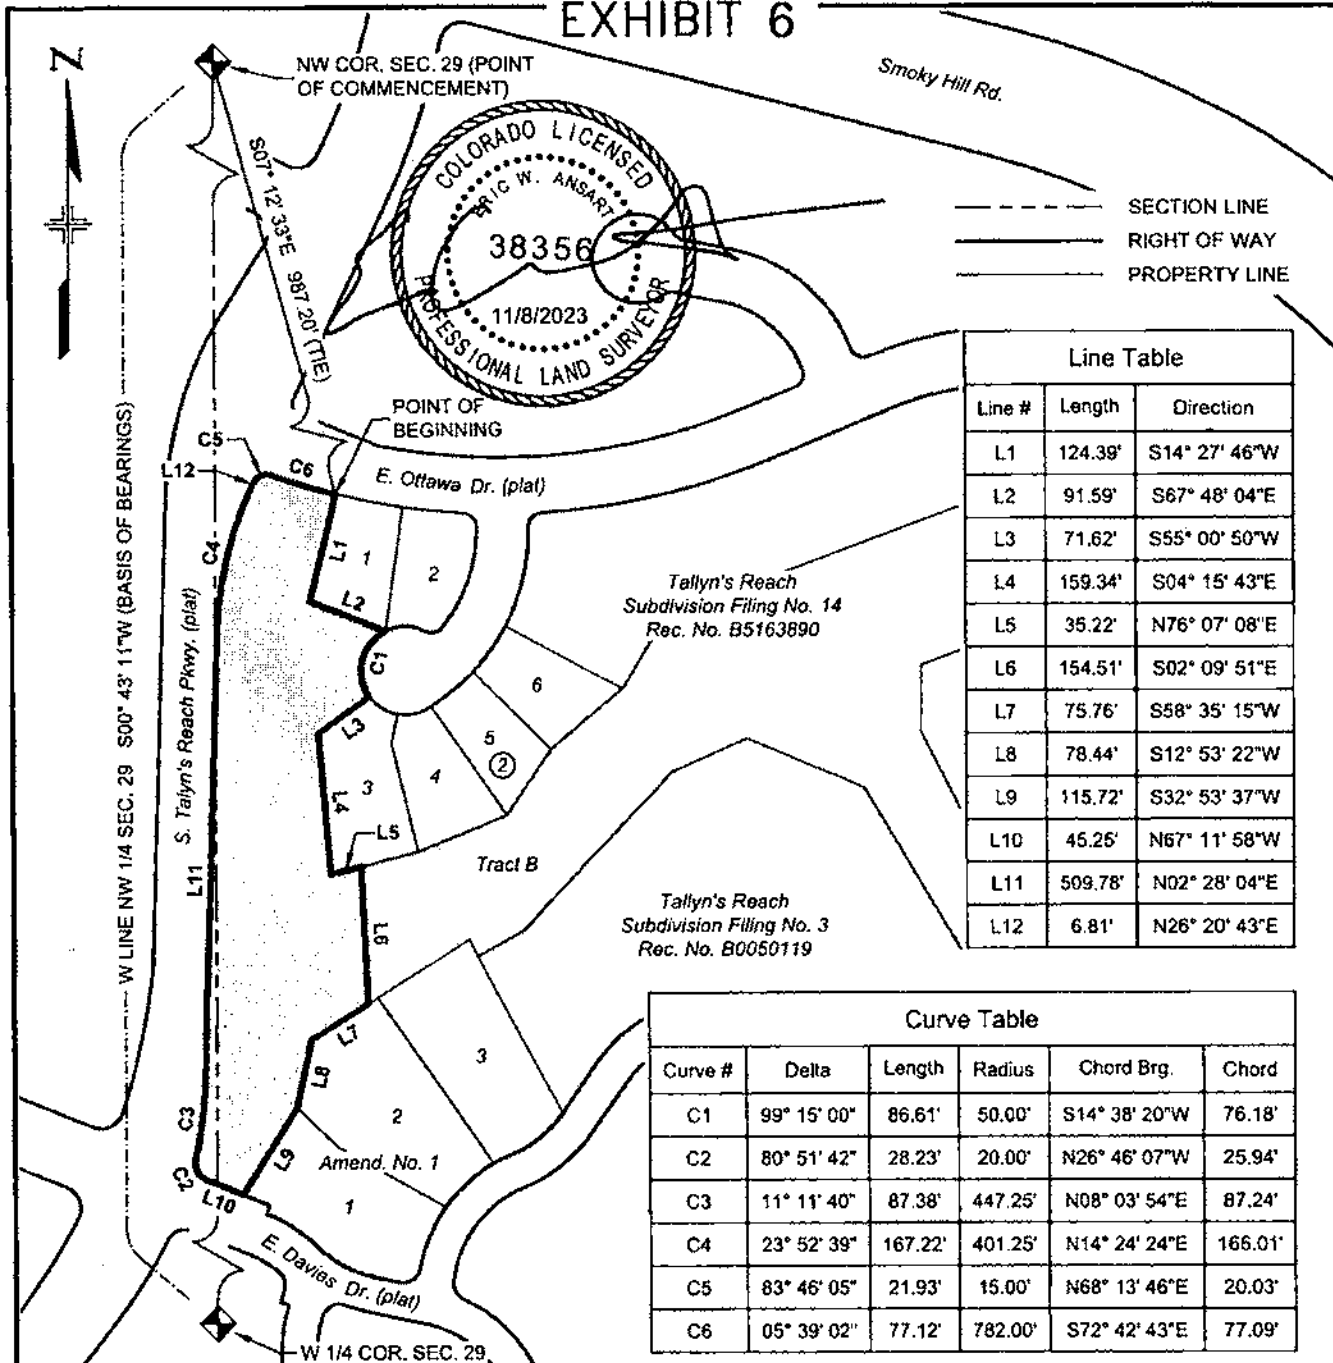 EXHIBIT 6
N
NW COR. SEC. 29 (POINT
OF COMMENCEMENT)
Smoky Hill Rd.
COLORADO LICENSED
ERIC W. ANSART
38356
11/8/2023
PROFESSIONAL LAND SURVEYOR
S07° 12' 33"E 987.20' (TIE)
SECTION LINE
RIGHT OF WAY
PROPERTY LINE
W LINE NW 1/4 SEC. 29 S00° 43' 11"W (BASIS OF BEARINGS)
POINT OF
BEGINNING
C5
L12
C6
E. Ottawa Dr. (plat)
C4
L1
1
2
L2
C1
S. Talyn's Reach Pkwy. (plat)
Tallyn's Reach
Subdivision Filing No. 14
Rec. No. B5163890
6
L3
5
2
4
3
L4
L5
L11
Tract B
L6
Tallyn's Reach
Subdivision Filing No. 3
Rec. No. B0050119
L7
3
L8
2
C3
L9
Amend. No. 1
C2
L10
1
E. Davies Dr. (plat)
W 1/4 COR. SEC. 29
Line Table
Line # Length Direction
L1 124.39' S14° 27' 46"W
L2 91.59' S67° 48' 04"E
L3 71.62' S55° 00' 50"W
L4 159.34' S04° 15' 43"E
L5 35.22' N76° 07' 08"E
L6 154.51' S02° 09' 51"E
L7 75.76' S58° 35' 15"W
L8 78.44' S12° 53' 22"W
L9 115.72' S32° 53' 37"W
L10 45.25' N67° 11' 58"W
L11 509.78' N02° 28' 04"E
L12 6.81' N26° 20' 43"E
Curve Table
Curve # Delta Length Radius Chord Brg. Chord
C1 99° 15' 00" 86.61' 50.00' S14° 38' 20"W 76.18'
C2 80° 51' 42" 28.23' 20.00' N26° 46' 07"W 25.94'
C3 11° 11' 40" 87.38' 447.25' N08° 03' 54"E 87.24'
C4 23° 52' 39" 167.22' 401.25' N14° 24' 24"E 166.01'
C5 83° 46' 05" 21.93' 15.00' N68° 13' 46"E 20.03'
C6 05° 39' 02" 77.12' 782.00' S72° 42' 43"E 77.09'